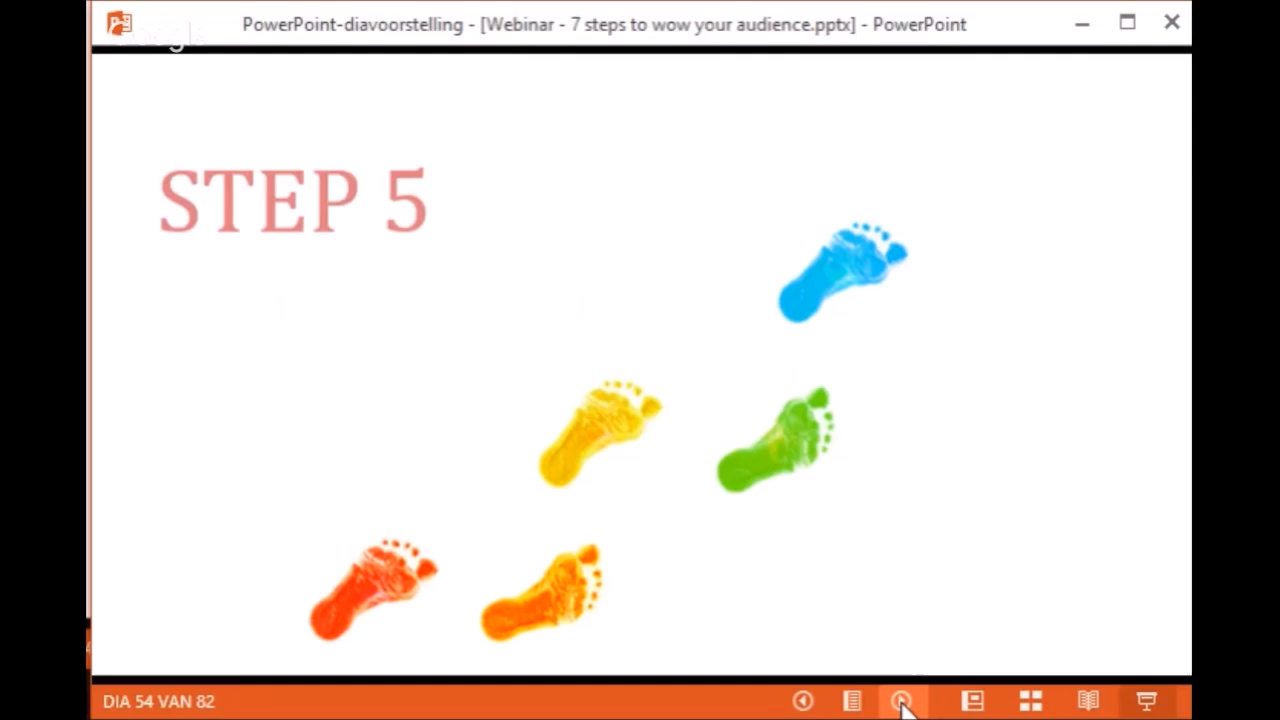 PowerPoint-diavoorstelling - [Webinar - 7 steps to wow your audience.pptx] - PowerPoint
STEP 5
DIA 54 VAN 82